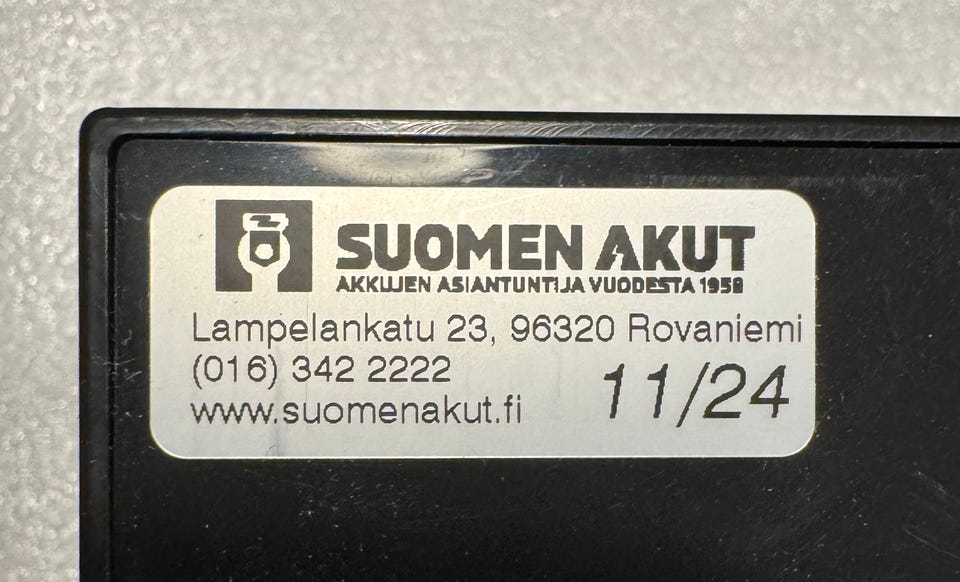 SUOMEN AKUT
AKKUJEN ASIANTUNTIJA VUODESTA 1958
Lampelankatu 23, 96320 Rovaniemi
(016) 342 2222
www.suomenakut.fi
11/24